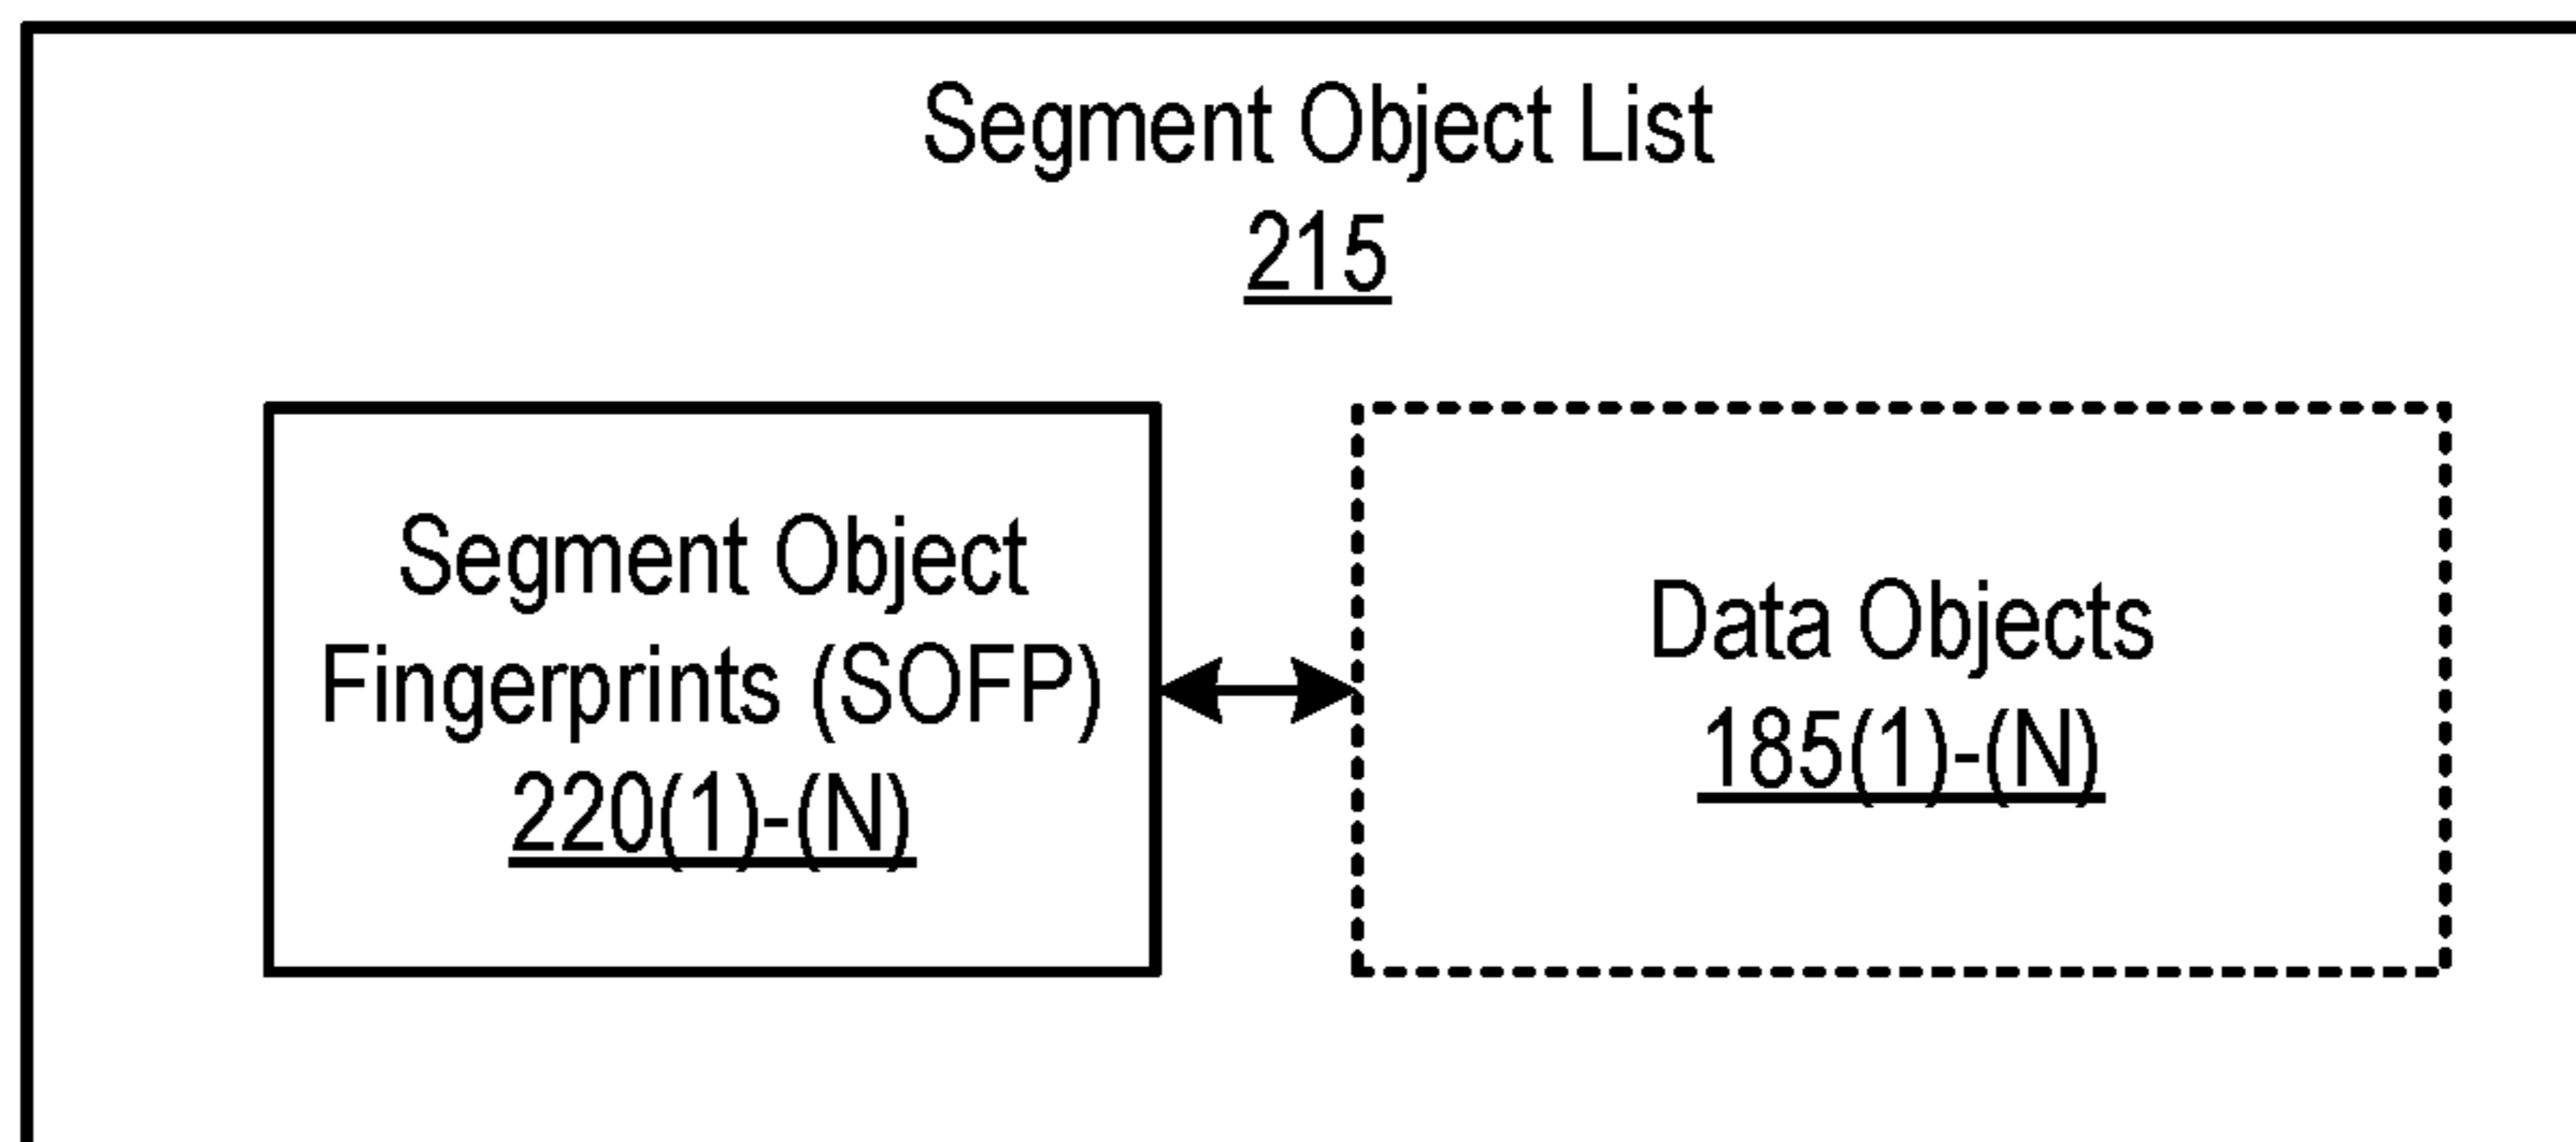 Segment Object List
215
Segment Object
Fingerprints (SOFP)
220(1)-(N)
Data Objects
185(1)-(N)